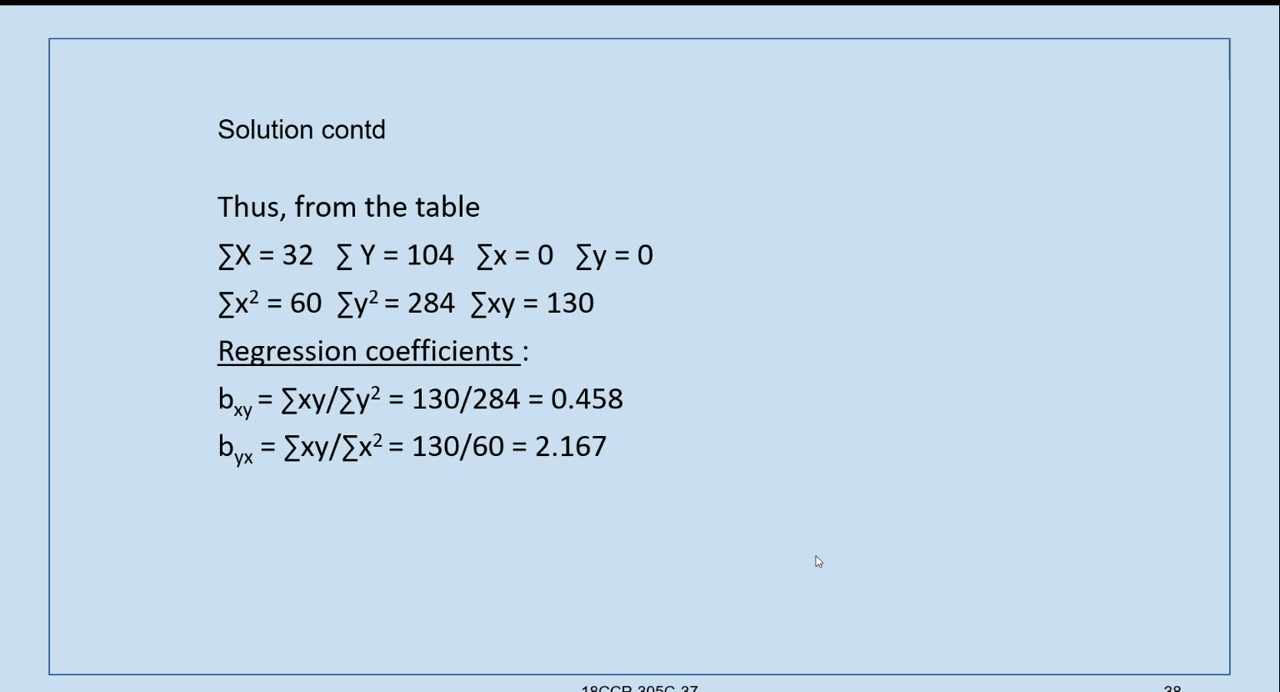 Solution contd
Thus, from the table
∑X = 32 ∑ Y = 104 ∑x = 0 ∑y = 0
∑x² = 60 ∑y² = 284 ∑xy = 130
Regression coefficients :
bxy = ∑xy/∑y² = 130/284 = 0.458
byx = ∑xy/∑x² = 130/60 = 2.167
38